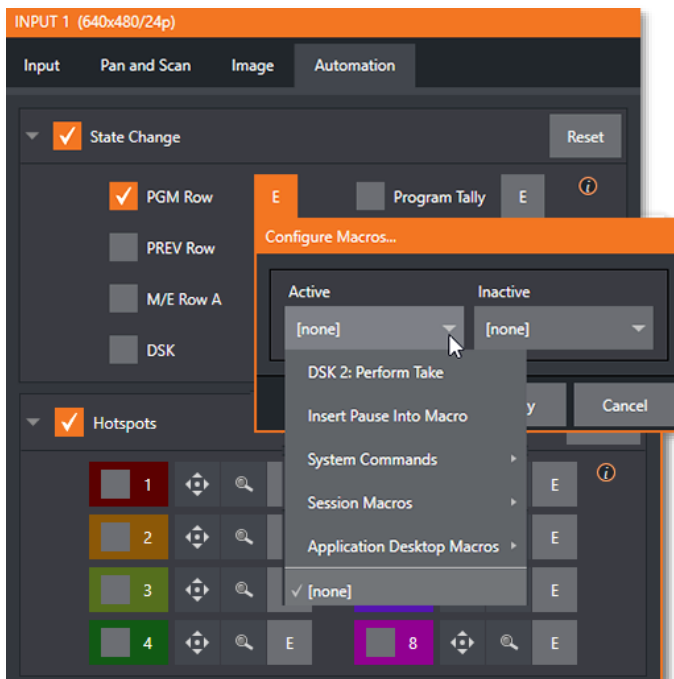 INPUT 1 (640x480/24p)
Input Pan and Scan Image Automation
State Change Reset
PGM Row E Program Tally E
PREV Row
Configure Macros...
M/E Row A
Active Inactive
[none] [none]
DSK
DSK 2: Perform Take
Insert Pause Into Macro
y Cancel
Hotspots
System Commands
1 E
Session Macros
2 E
Application Desktop Macros
3 E
✓ [none]
4 E 8 E